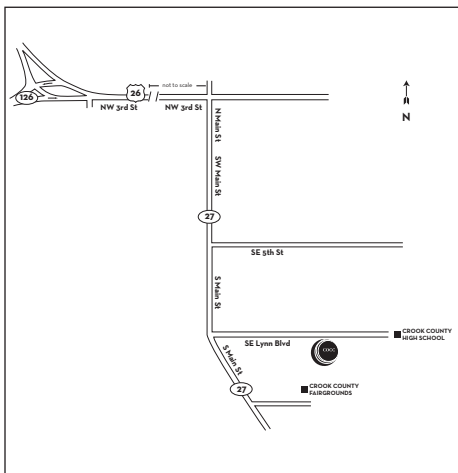 not to scale
26
126
NW 3rd St
NW 3rd St
N
N Main St
SW Main St
27
SE 5th St
S Main St
CROOK COUNTY
HIGH SCHOOL
SE Lynn Blvd
COCC
S Main St
27
CROOK COUNTY
FAIRGROUNDS